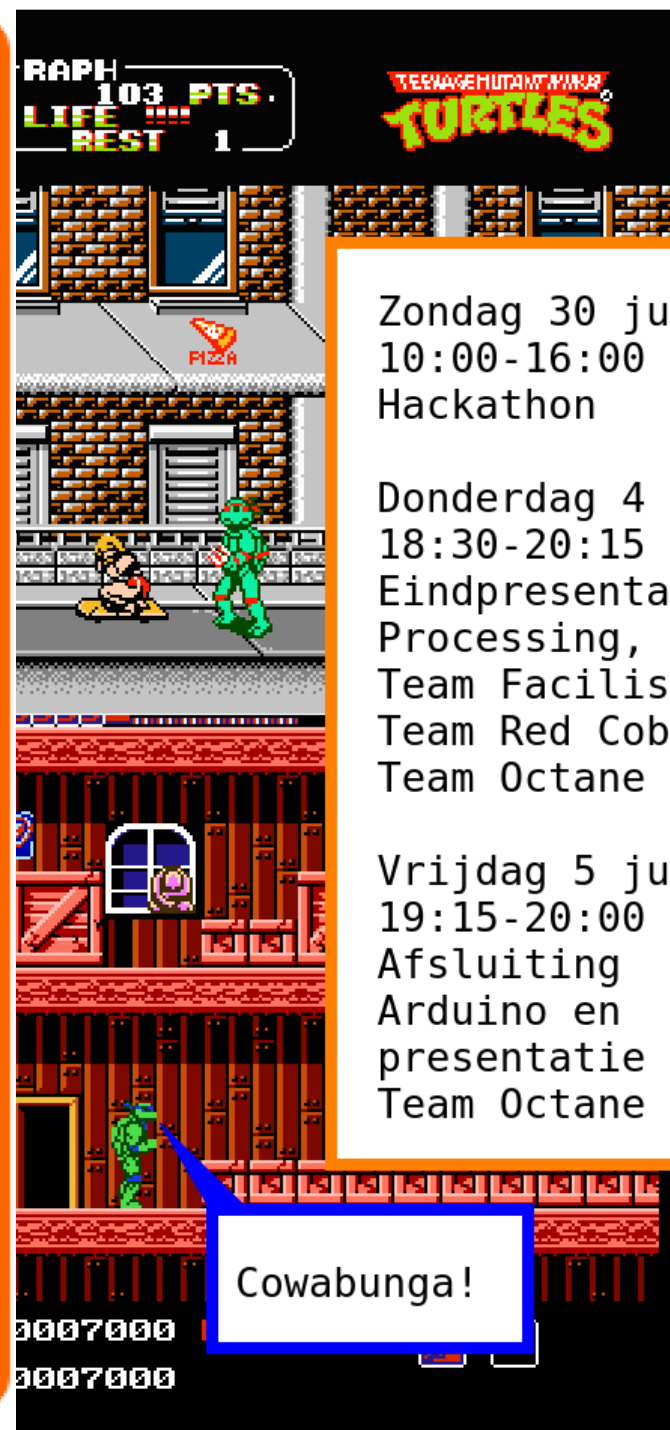 RAPH
103 PTS.
LIFE
REST 1
TEENAGE MUTANT NINJA
TURTLES
PIZZA
Zondag 30 ju
10:00-16:00
Hackathon
Donderdag 4
18:30-20:15
Eindpresenta
Processing,
Team Facilis
Team Red Cob
Team Octane
Vrijdag 5 ju
19:15-20:00
Afsluiting
Arduino en
presentatie
Team Octane
Cowabunga!
0007000
0007000